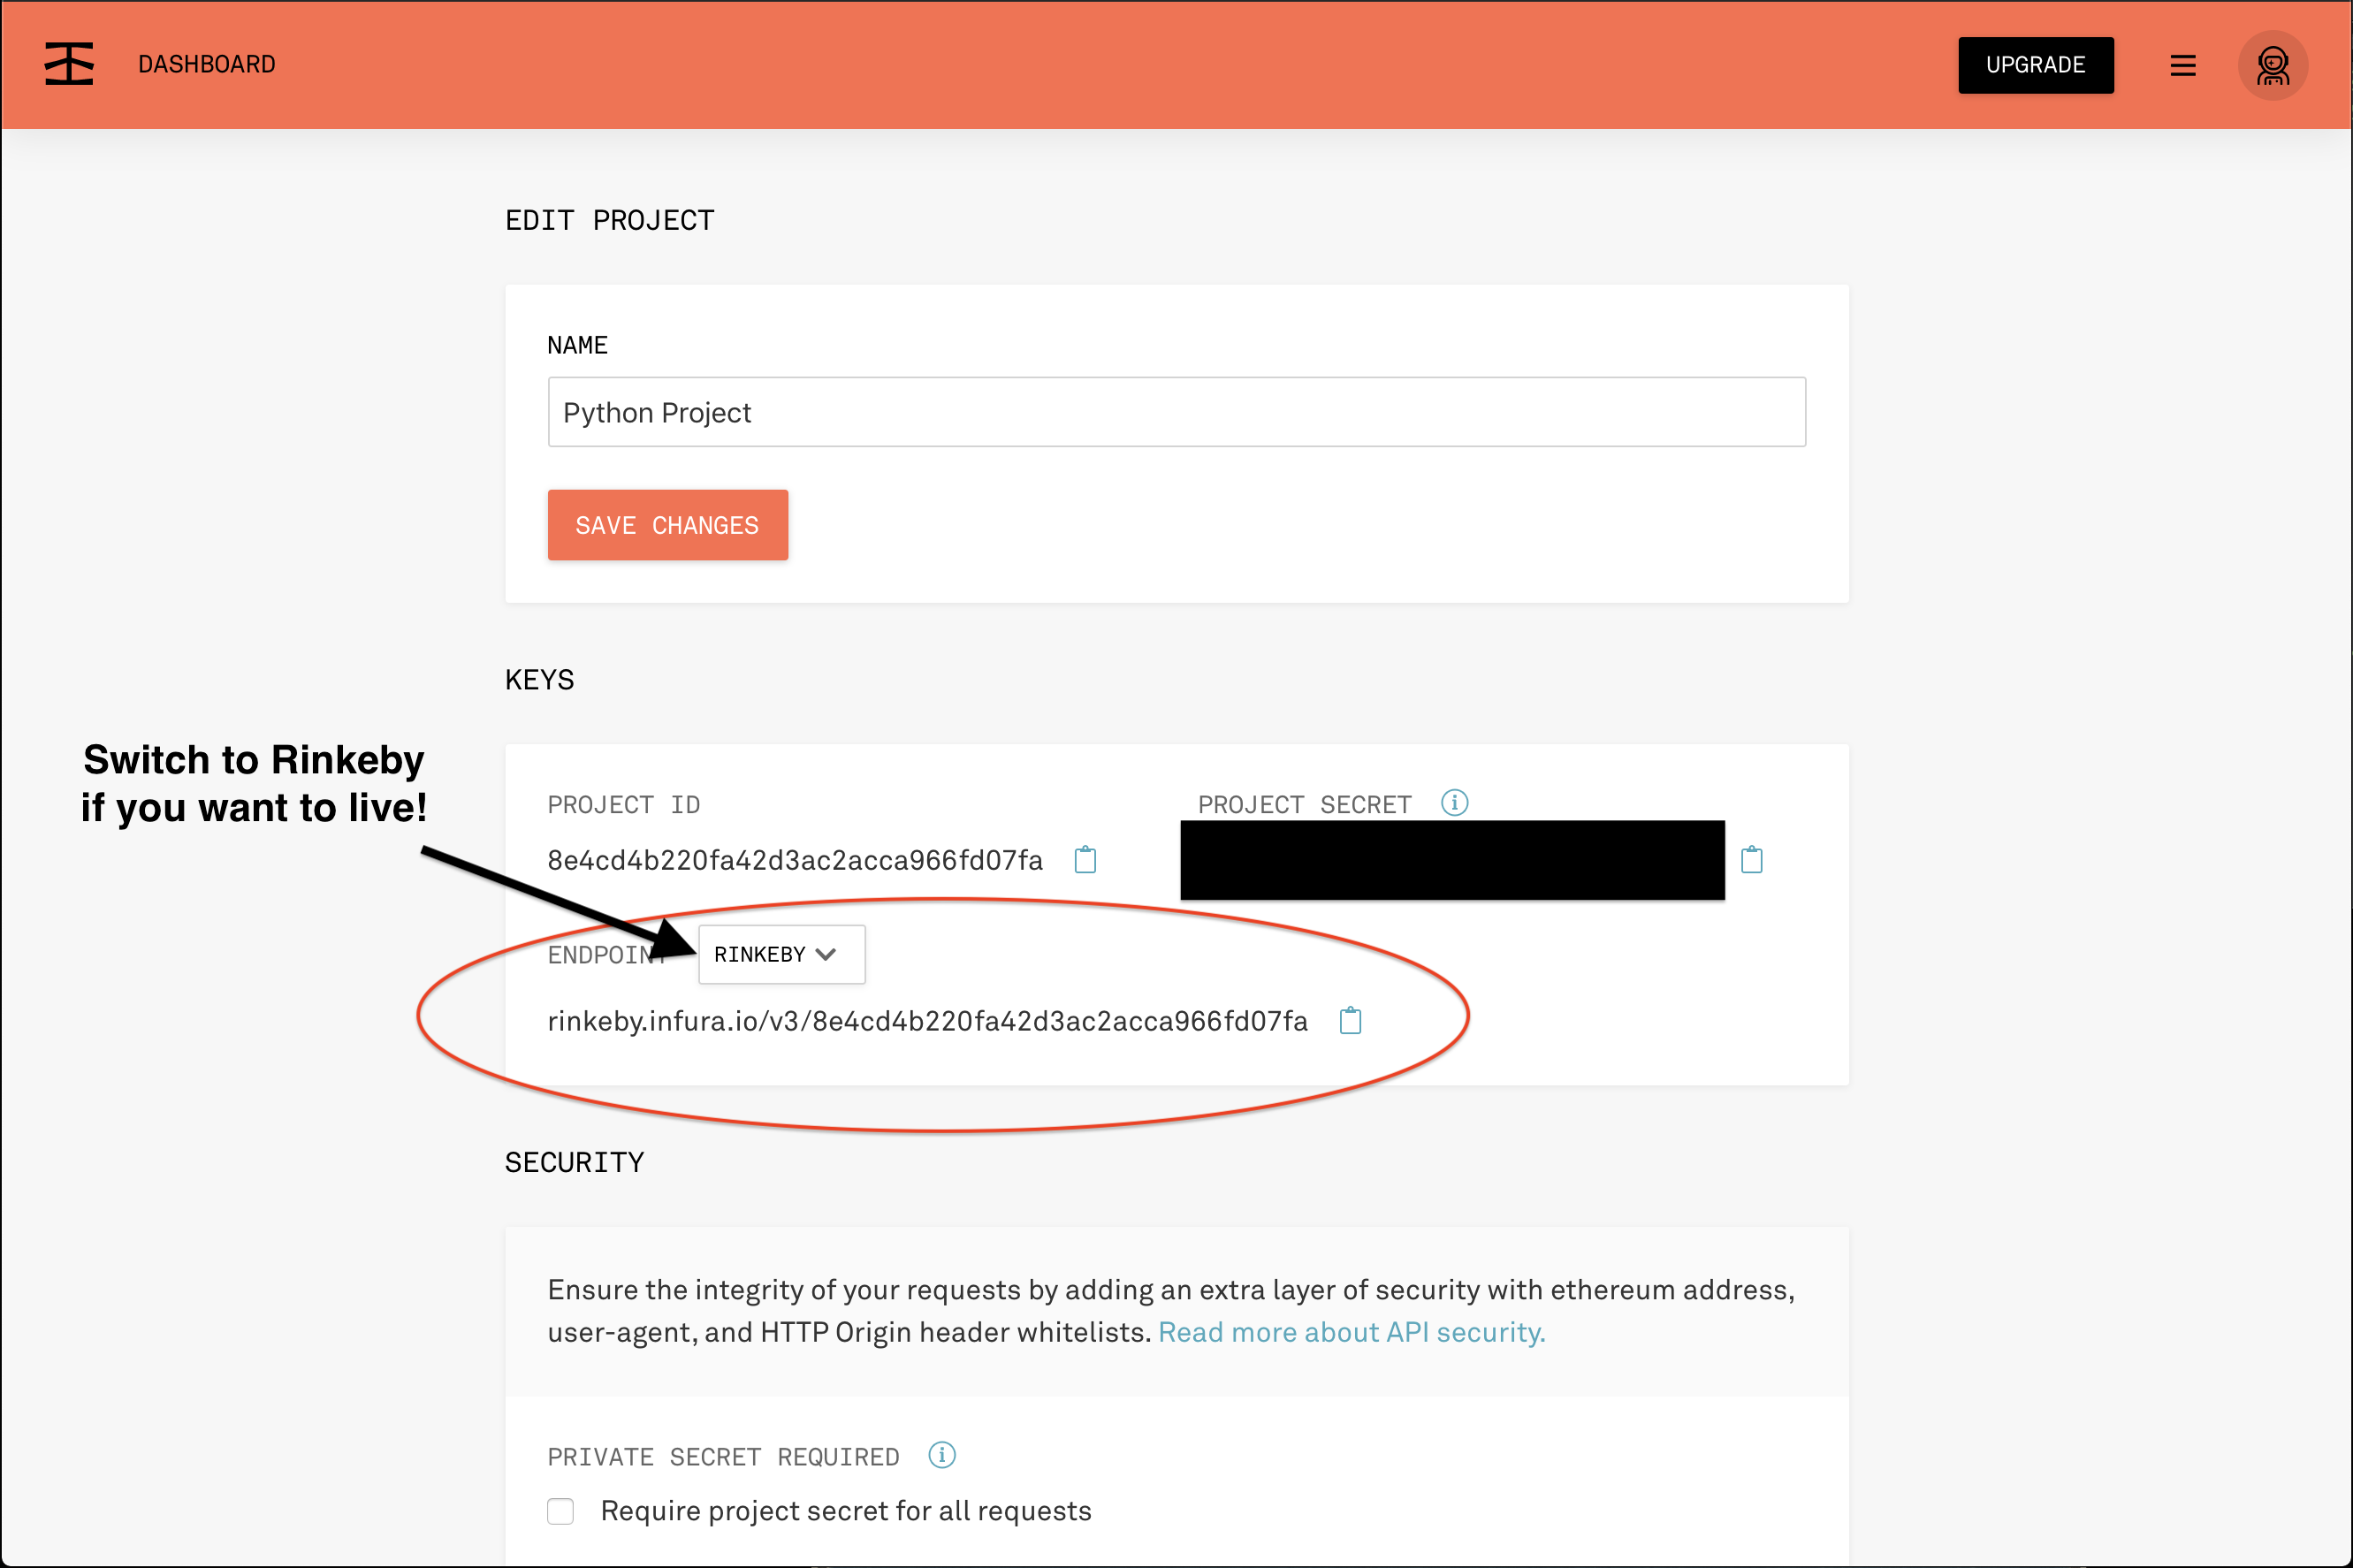 DASHBOARD
UPGRADE
EDIT PROJECT
NAME
Python Project
SAVE CHANGES
KEYS
Switch to Rinkeby
if you want to live!
PROJECT ID
PROJECT SECRET
8e4cd4b220fa42d3ac2acca966fd07fa
ENDPOINT
RINKEBY
rinkeby.infura.io/v3/8e4cd4b220fa42d3ac2acca966fd07fa
SECURITY
Ensure the integrity of your requests by adding an extra layer of security with ethereum address,
user-agent, and HTTP Origin header whitelists. Read more about API security.
PRIVATE SECRET REQUIRED
Require project secret for all requests